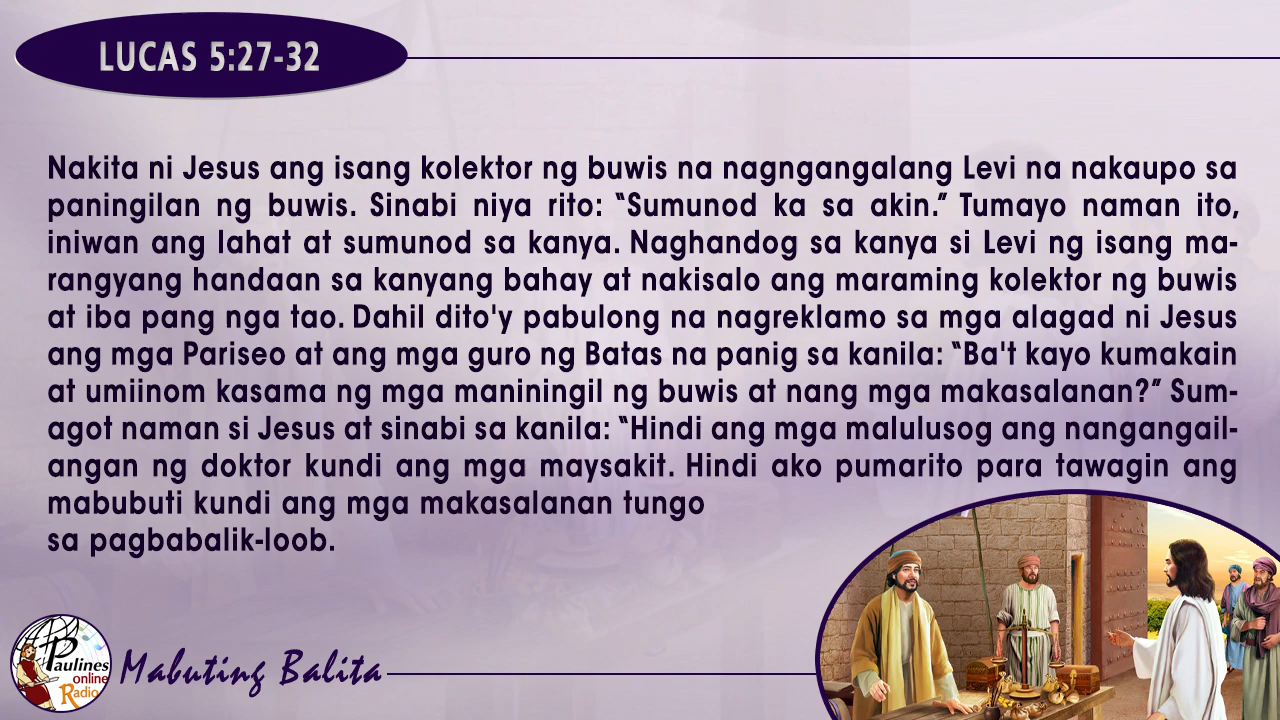 LUCAS 5:27-32
Nakita ni Jesus ang isang kolektor ng buwis na nagngangalang Levi na nakaupo sa
paningilan ng buwis. Sinabi niya rito: “Sumunod ka sa akin.” Tumayo naman ito,
iniwan ang lahat at sumunod sa kanya. Naghandog sa kanya si Levi ng isang ma-
rangyang handaan sa kanyang bahay at nakisalo ang maraming kolektor ng buwis
at iba pang nga tao. Dahil dito'y pabulong na nagreklamo sa mga alagad ni Jesus
ang mga Pariseo at ang mga guro ng Batas na panig sa kanila: “Ba't kayo kumakain
at umiinom kasama ng mga maniningil ng buwis at nang mga makasalanan?” Sum-
agot naman si Jesus at sinabi sa kanila: “Hindi ang mga malulusog ang nangangail-
angan ng doktor kundi ang mga maysakit. Hindi ako pumarito para tawagin ang
mabubuti kundi ang mga makasalanan tungo
sa pagbabalik-loob.
Paulines
online
Radio
Mabuting Balita